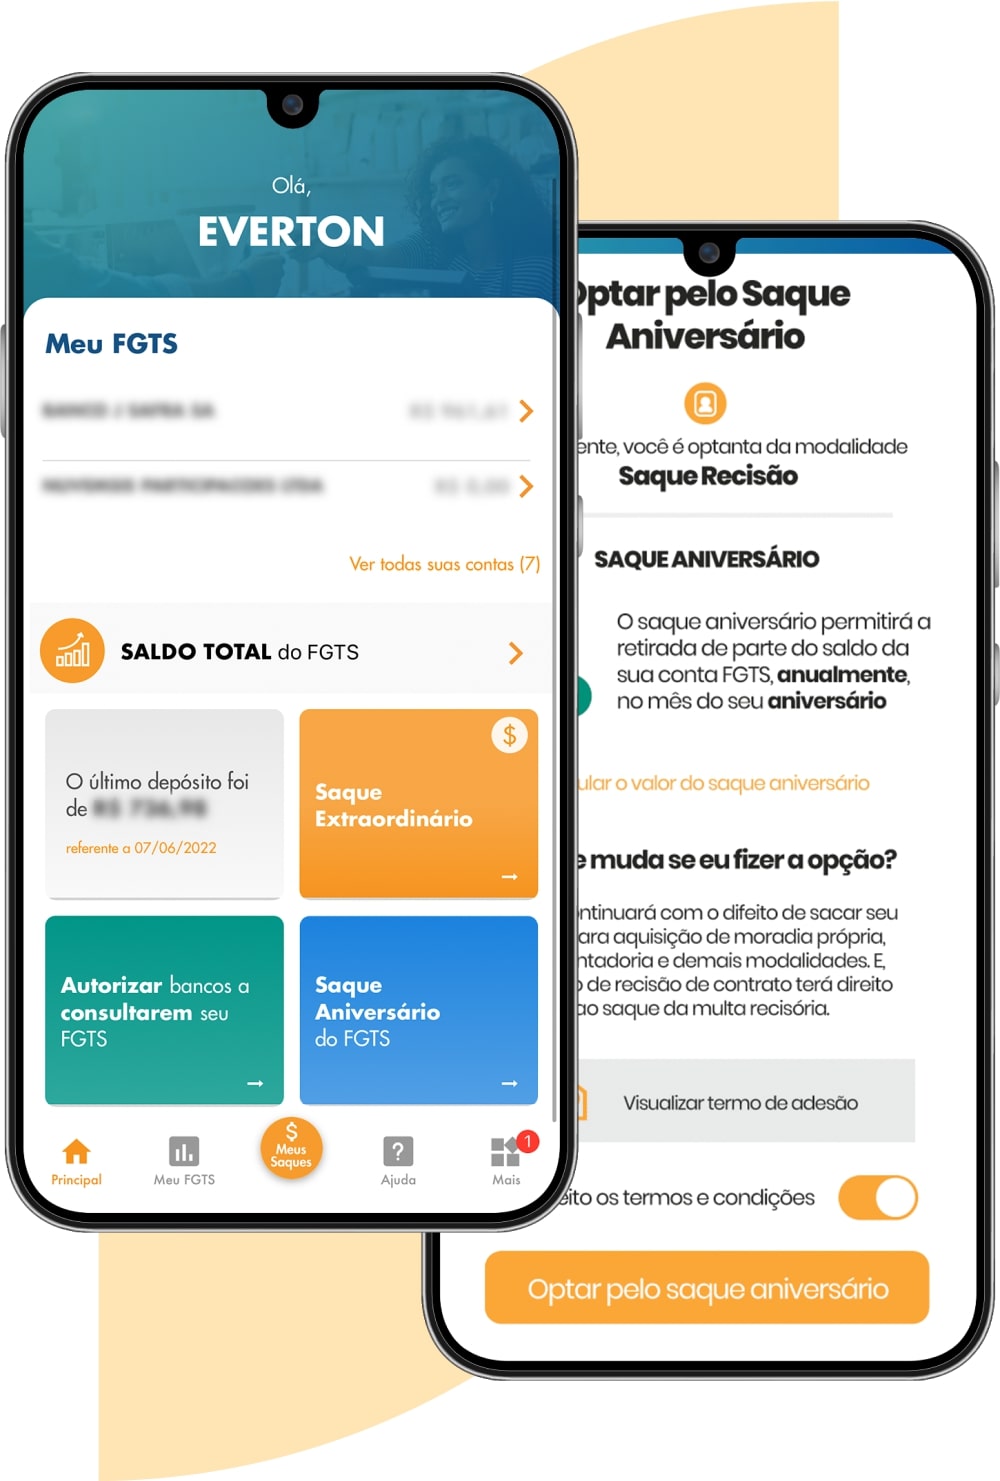 Olá,
EVERTON
Meu FGTS
BANCO J SAFRA SA
Ver todas suas contas (7)
SALDO TOTAL do FGTS
O último depósito foi
de
referente a 07/06/2022
$
Saque
Extraordinário
Autorizar bancos a
consultarem seu
FGTS
Saque
Aniversário
do FGTS
Principal
Meu FGTS
$
Meus
Saques
?
Ajuda
1
Mais
ptar pelo Saque
Aniversário
ente, você é optanta da modalidade
Saque Recisão
SAQUE ANIVERSÁRIO
O saque aniversário permitirá a
retirada de parte do saldo da
sua conta FGTS, anualmente,
no mês do seu aniversário
ular o valor do saque aniversário
e muda se eu fizer a opção?
ntinuará com o difeito de sacar seu
ara aquisição de moradia própria,
ntadoria e demais modalidades. E,
de recisão de contrato terá direito
ao saque da multa recisória.
Visualizar termo de adesão
eito os termos e condições
Optar pelo saque aniversário